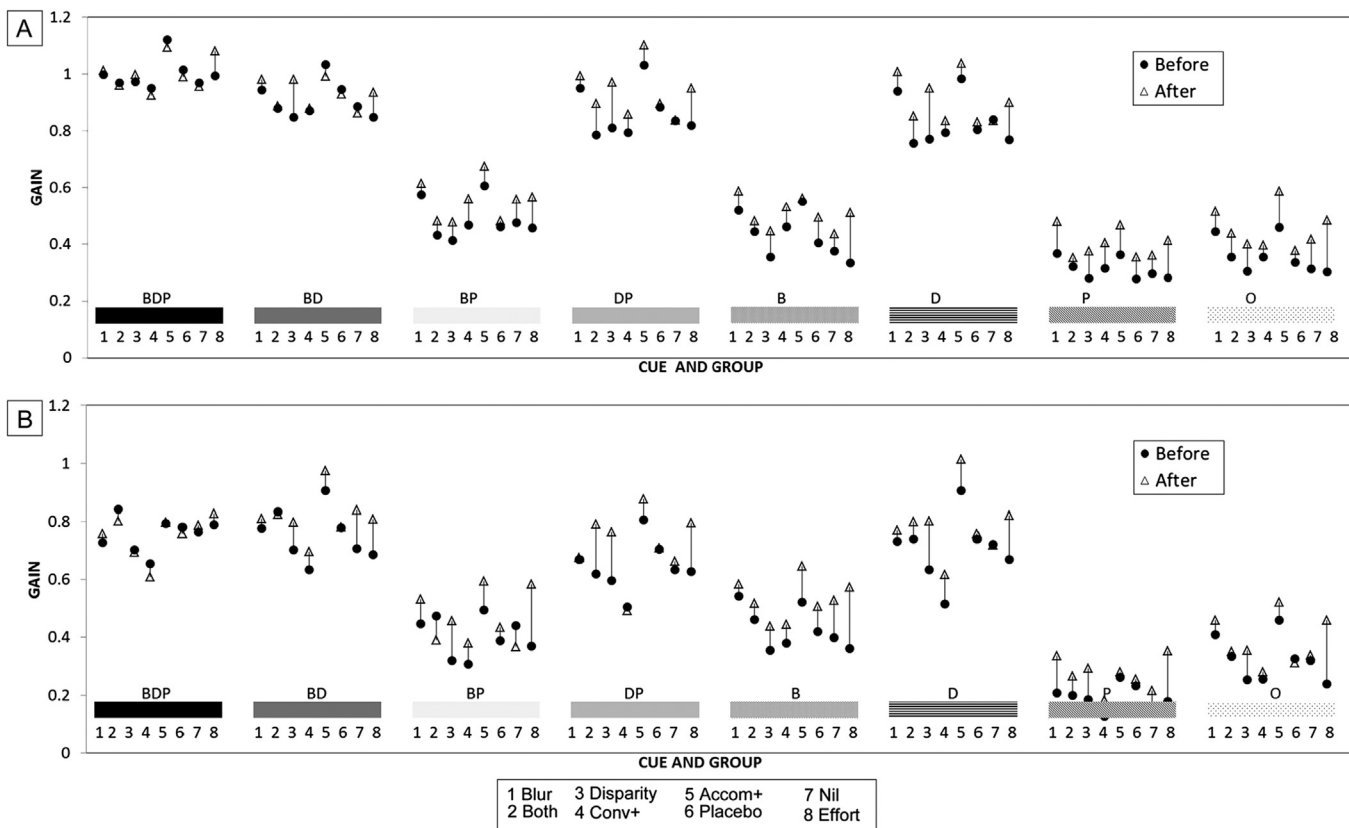 A
1.2
1
0.8
0.6
0.4
0.2
0
GAIN
Before
After
BDP BD BP DP B D P O
1 2 3 4 5 6 7 8 1 2 3 4 5 6 7 8 1 2 3 4 5 6 7 8 1 2 3 4 5 6 7 8 1 2 3 4 5 6 7 8 1 2 3 4 5 6 7 8 1 2 3 4 5 6 7 8 1 2 3 4 5 6 7 8
CUE AND GROUP
B
1.2
1
0.8
0.6
0.4
0.2
0
GAIN
Before
After
BDP BD BP DP B D P O
1 2 3 4 5 6 7 8 1 2 3 4 5 6 7 8 1 2 3 4 5 6 7 8 1 2 3 4 5 6 7 8 1 2 3 4 5 6 7 8 1 2 3 4 5 6 7 8 1 2 3 4 5 6 7 8 1 2 3 4 5 6 7 8
CUE AND GROUP
1 Blur 3 Disparity 5 Accom+ 7 Nil
2 Both 4 Conv+ 6 Placebo 8 Effort